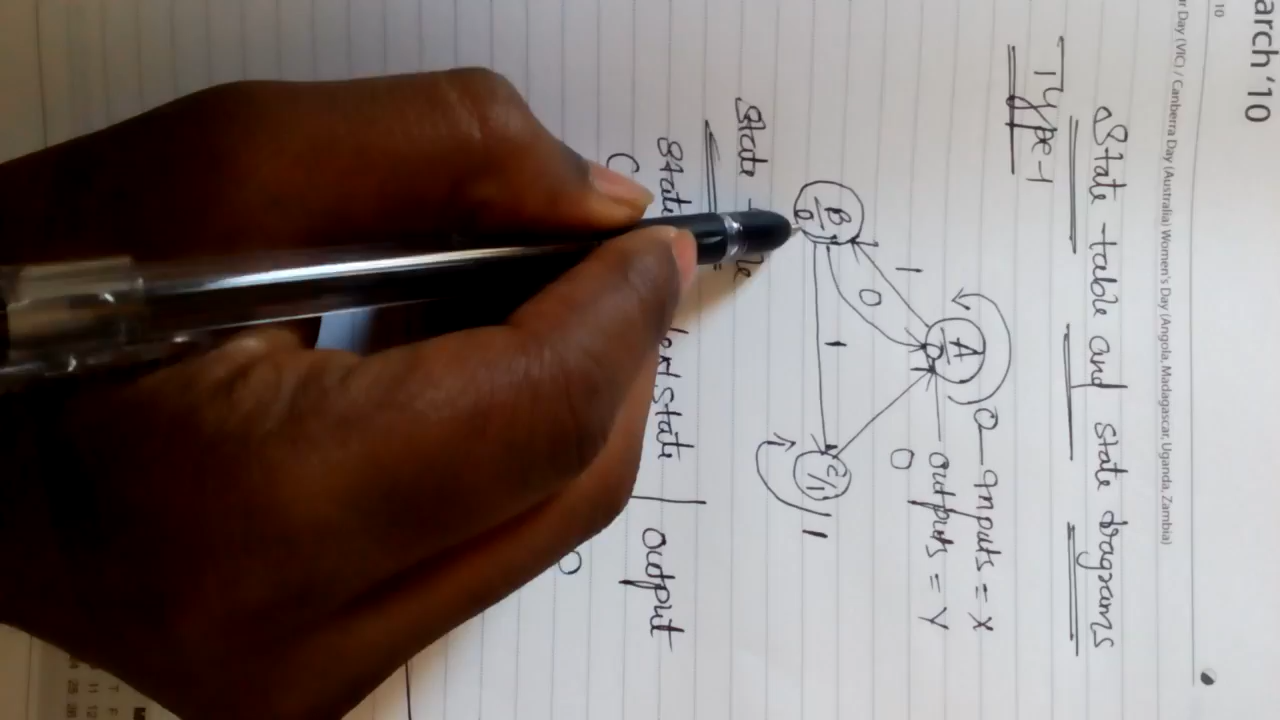 arch '10
10
r Day (VIC) / Canberra Day (Australia) Women's Day (Angola, Madagascar, Uganda, Zambia)
State table and state Diagrams
Type-1
0 inputs = X
A
outputs = Y
0
1
0
B
0
1
C/1
1
State
State
state
output
0